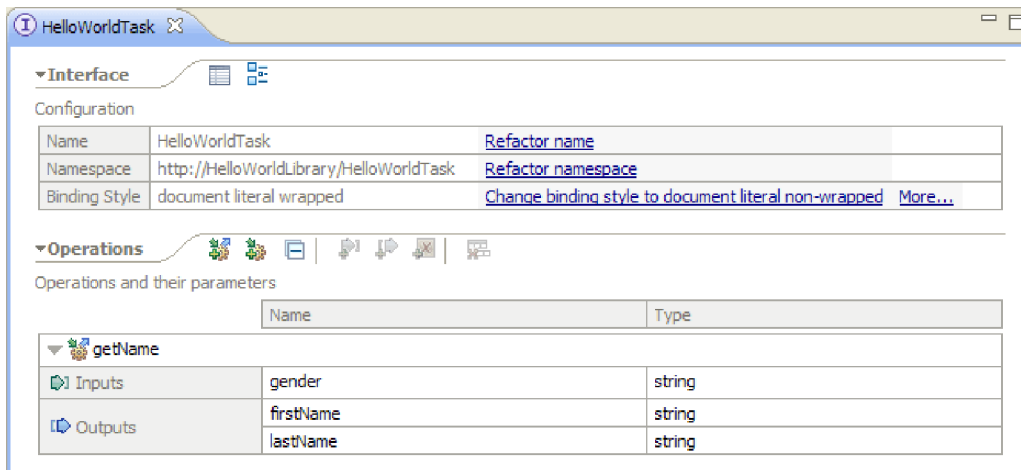 HelloWorldTask
Interface
Configuration
Name HelloWorldTask Refactor name
Namespace http://HelloWorldLibrary/HelloWorldTask Refactor namespace
Binding Style document literal wrapped Change binding style to document literal non-wrapped More...
Operations
Operations and their parameters
Name Type
getName
Inputs gender string
Outputs firstName string
lastName string